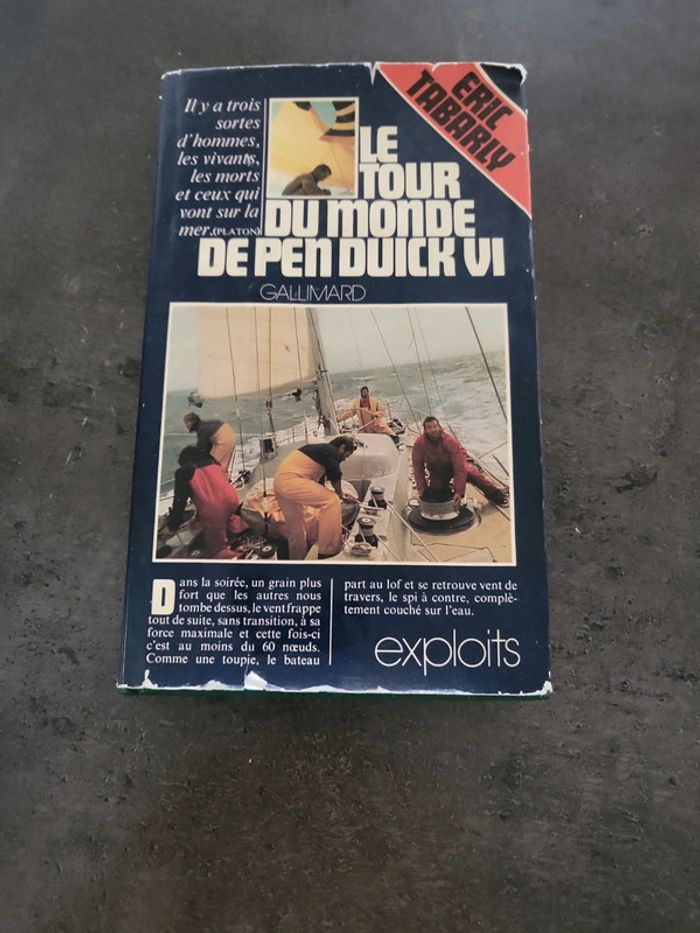 Il y a trois
sortes
d'hommes,
les vivants,
les morts
et ceux qui
vont sur la
mer.(PLATON)
ERIC
TABARLY
LE
TOUR
DU MONDE
DE PEN DUICK VI
GALLIMARD
Dans la soirée, un grain plus
fort que les autres nous
tombe dessus, le vent frappe
tout de suite, sans transition, à sa
force maximale et cette fois-ci
c'est au moins du 60 nœuds.
Comme une toupie, le bateau
part au lof et se retrouve vent de
travers, le spi à contre, complè-
tement couché sur l'eau.
exploits